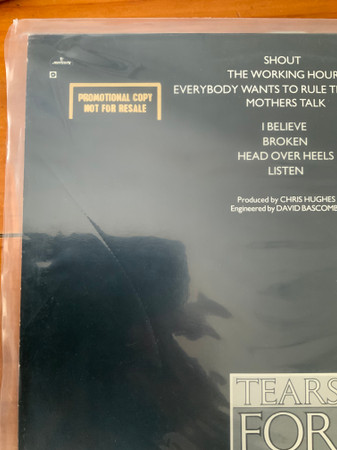 PROMOTIONAL COPY
NOT FOR RESALE
SHOUT
THE WORKING HOUR
EVERYBODY WANTS TO RULE
MOTHERS TALK
I BELIEVE
BROKEN
HEAD OVER HEELS
LISTEN
Produced by CHRIS HUGHES
Engineered by DAVID BASCOMB
TEARS
FOR